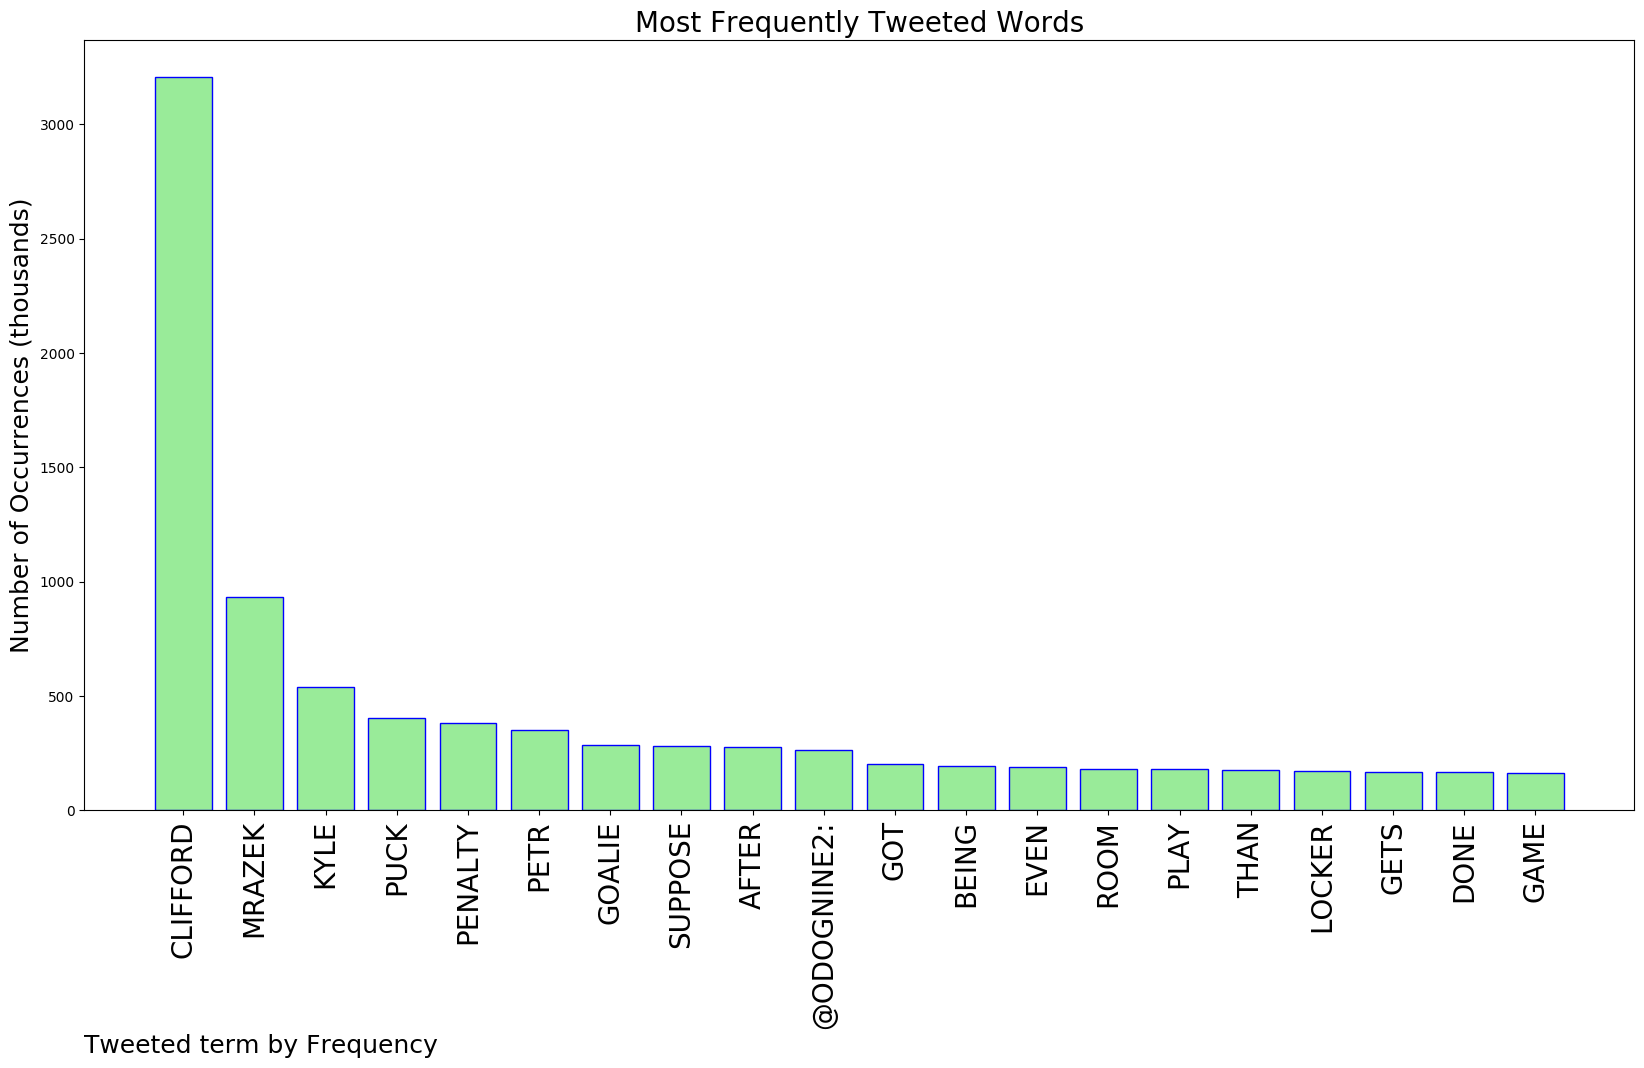 Most Frequently Tweeted Words
Number of Occurrences (thousands)
3000
2500
2000
1500
1000
500
0
CLIFFORD
MRAZEK
KYLE
PUCK
PENALTY
PETR
GOALIE
SUPPOSE
AFTER
@ODOGNINE2:
GOT
BEING
EVEN
ROOM
PLAY
THAN
LOCKER
GETS
DONE
GAME
Tweeted term by Frequency